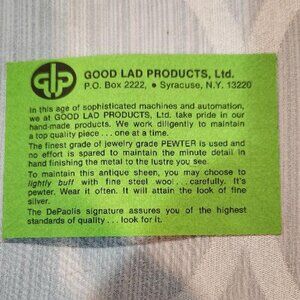 GLP
GOOD LAD PRODUCTS, Ltd.
P.O. Box 2222, • Syracuse, N.Y. 13220
In this age of sophisticated machines and automation,
we at GOOD LAD PRODUCTS, Ltd. take pride in our
hand-made products. We work diligently to maintain
a top quality piece . . . one at a time.
The finest grade of jewelry grade PEWTER is used and
no effort is spared to maintain the minute detail in
hand finishing the metal to the lustre you see.
To maintain this antique sheen, you may choose to
lightly buff with fine steel woo . . . carefully. It's
pewter. Wear it often. It will attain the look of fine
silver.
The DePaolis signature assures you of the highest
standards of quality . . . look for it.